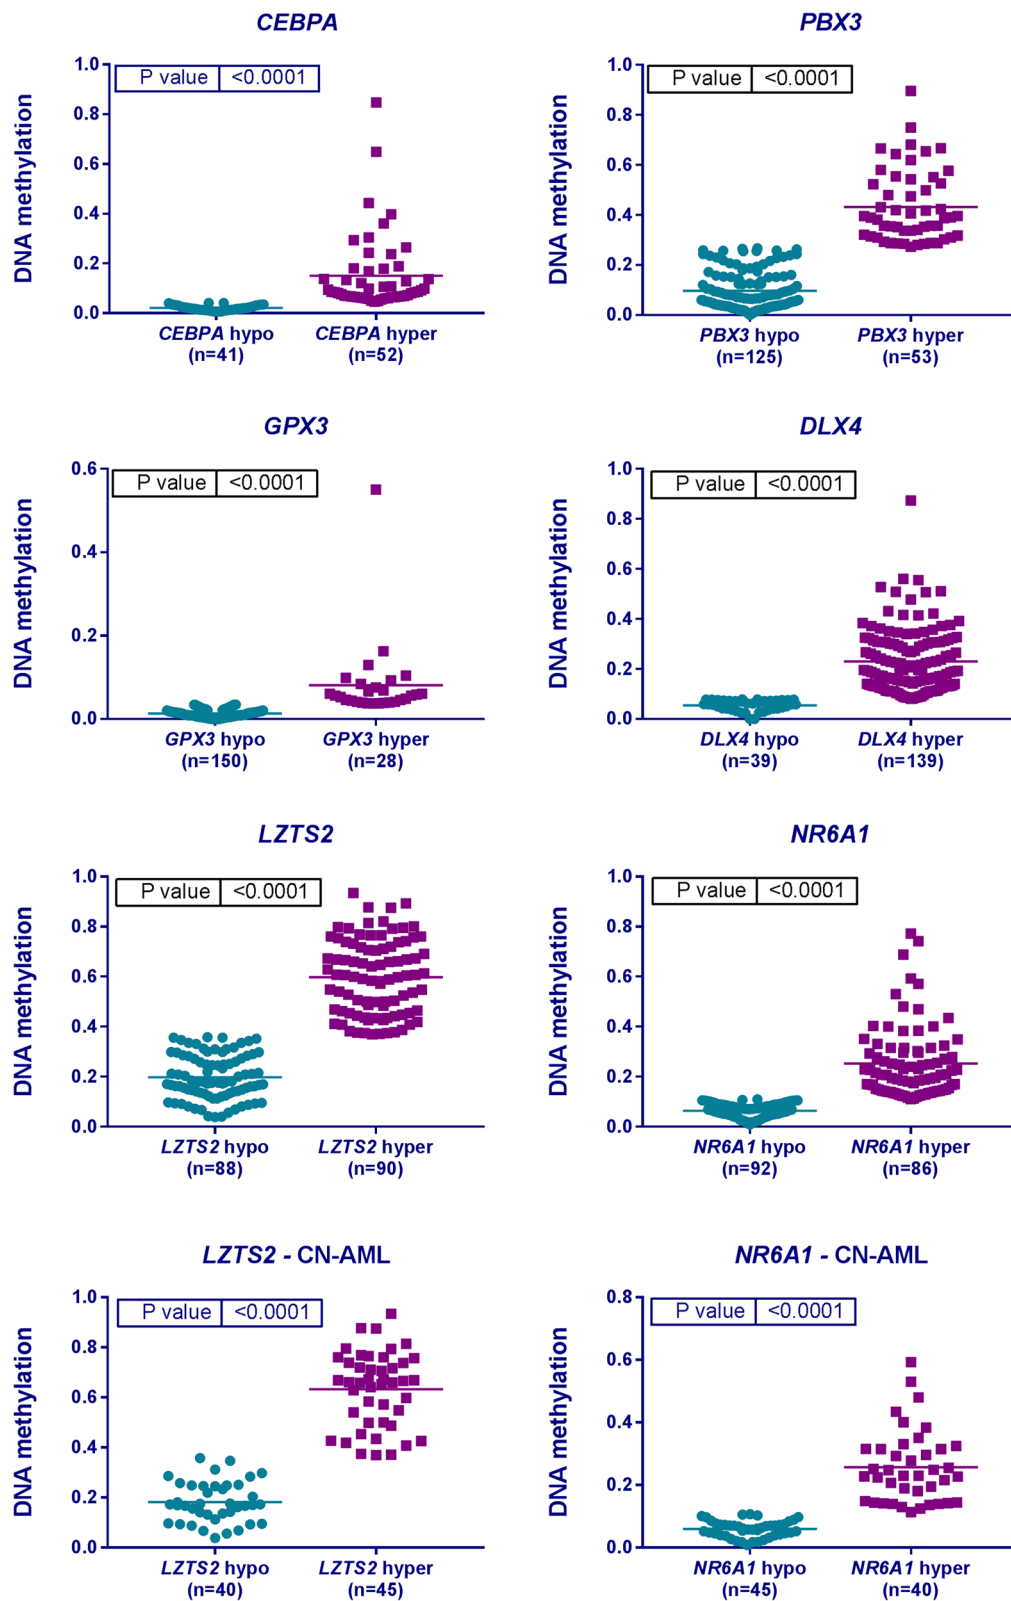 CEBPA
P value <0.0001
DNA methylation
1.0
0.8
0.6
0.4
0.2
0.0
CEBPA hypo
(n=41)
CEBPA hyper
(n=52)
PBX3
P value <0.0001
DNA methylation
1.0
0.8
0.6
0.4
0.2
0.0
PBX3 hypo
(n=125)
PBX3 hyper
(n=53)
GPX3
P value <0.0001
DNA methylation
0.6
0.4
0.2
0.0
GPX3 hypo
(n=150)
GPX3 hyper
(n=28)
DLX4
P value <0.0001
DNA methylation
1.0
0.8
0.6
0.4
0.2
0.0
DLX4 hypo
(n=39)
DLX4 hyper
(n=139)
LZTS2
P value <0.0001
DNA methylation
1.0
0.8
0.6
0.4
0.2
0.0
LZTS2 hypo
(n=88)
LZTS2 hyper
(n=90)
NR6A1
P value <0.0001
DNA methylation
1.0
0.8
0.6
0.4
0.2
0.0
NR6A1 hypo
(n=92)
NR6A1 hyper
(n=86)
LZTS2 - CN-AML
P value <0.0001
DNA methylation
1.0
0.8
0.6
0.4
0.2
0.0
LZTS2 hypo
(n=40)
LZTS2 hyper
(n=45)
NR6A1 - CN-AML
P value <0.0001
DNA methylation
0.8
0.6
0.4
0.2
0.0
NR6A1 hypo
(n=45)
NR6A1 hyper
(n=40)